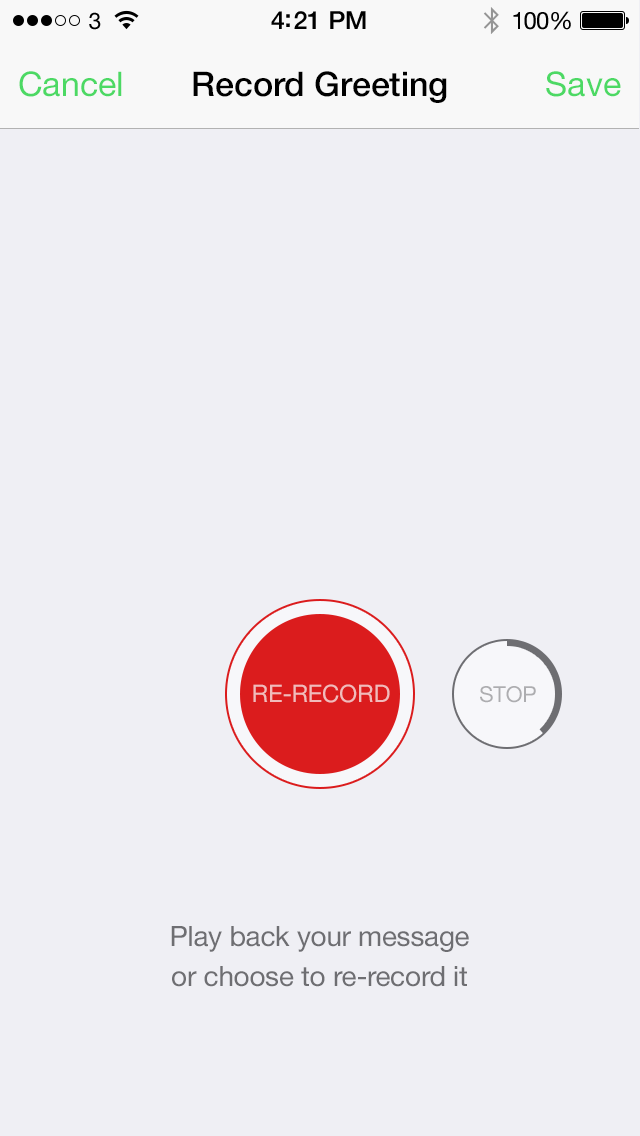 3 4:21 PM 100%
Cancel Record Greeting Save
RE-RECORD STOP
Play back your message
or choose to re-record it